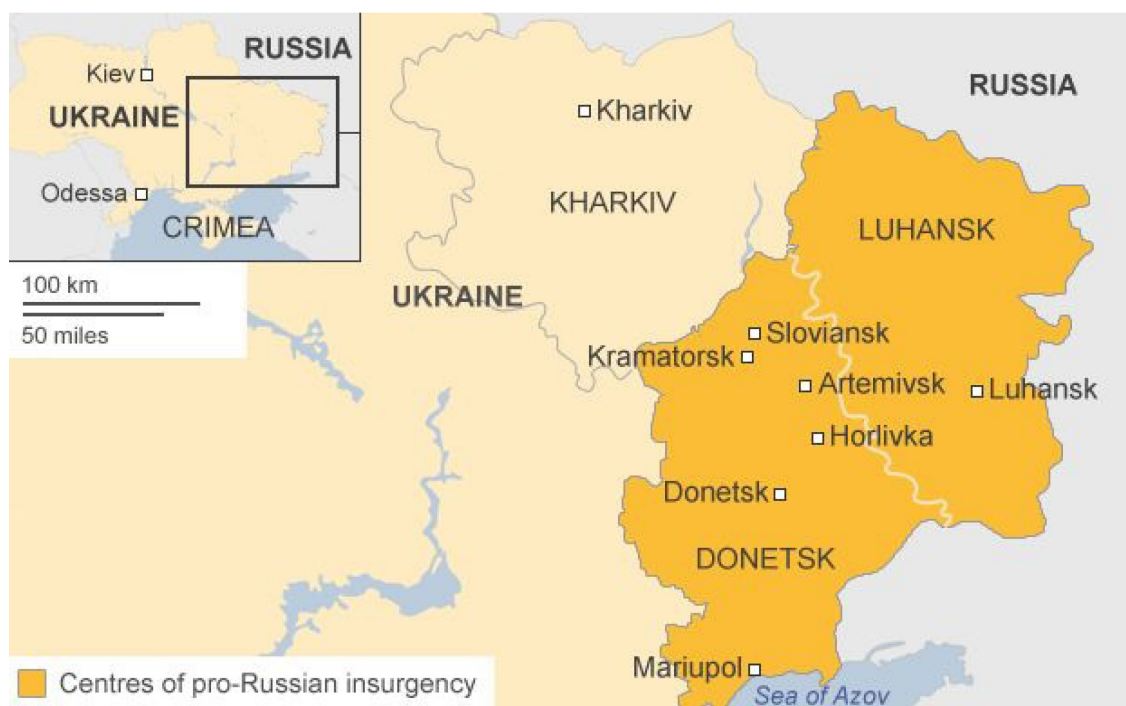 RUSSIA
Kiev
UKRAINE
Odessa
CRIMEA
100 km
50 miles
RUSSIA
Kharkiv
KHARKIV
LUHANSK
UKRAINE
Sloviansk
Kramatorsk
Artemivsk
Luhansk
Horlivka
Donetsk
DONETSK
Mariupol
Sea of Azov
Centres of pro-Russian insurgency